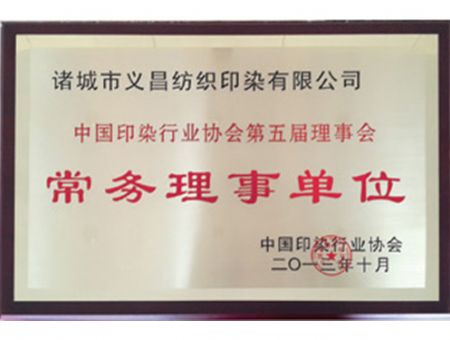 诸城市义昌纺织印染有限公司
中国印染行业协会第五届理事会
常务理事单位
中国印染行业协会
二〇一三年十月